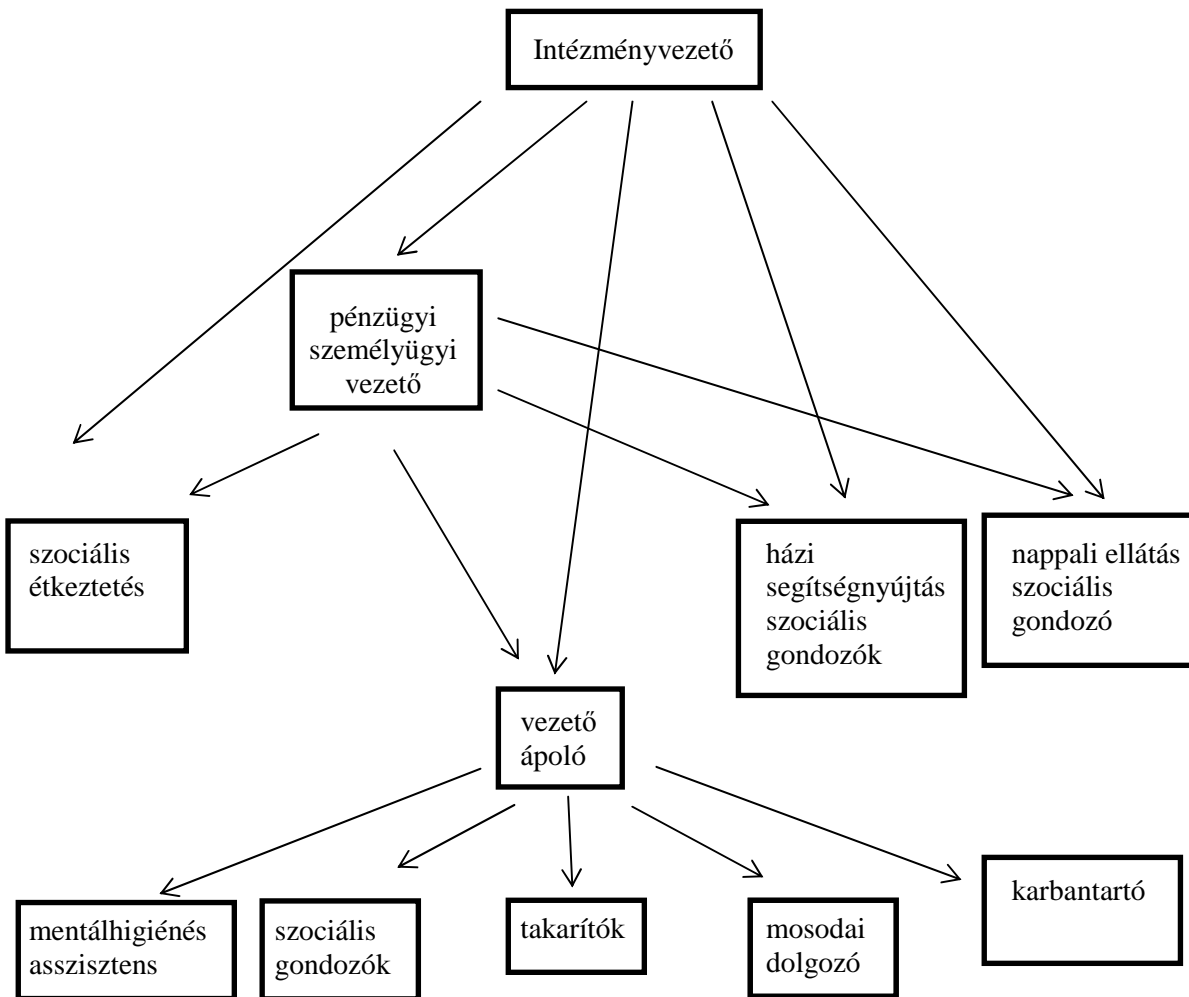 Intézményvezető
pénzügyi
személyügyi
vezető
szociális
étkeztetés
házi
segítségnyújtás
szociális
gondozók
nappali ellátás
szociális
gondozó
vezető
ápoló
mentálhigiénés
asszisztens
szociális
gondozók
takarítók
mosodai
dolgozó
karbantartó